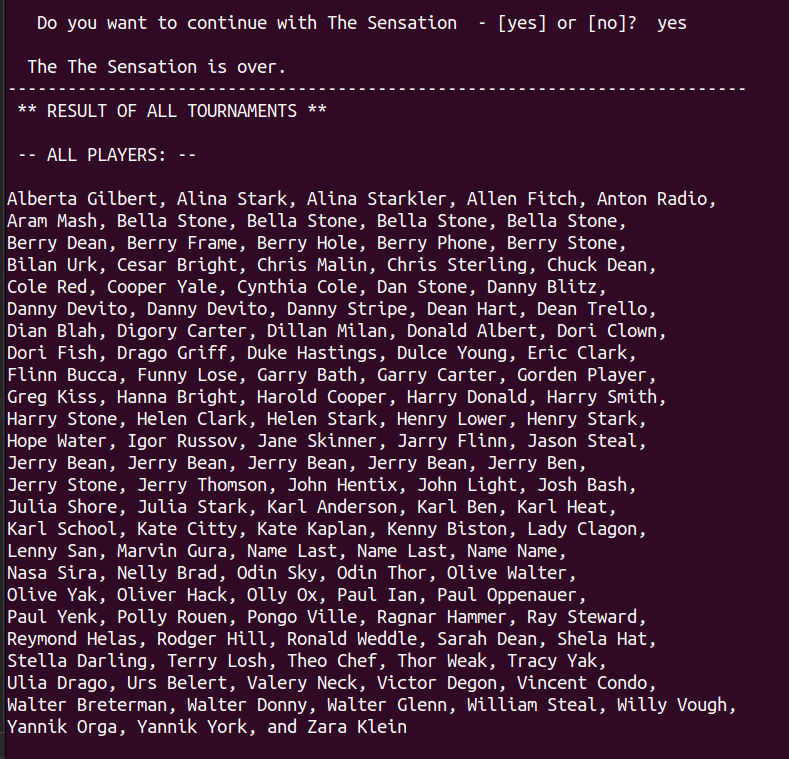 Do you want to continue with The Sensation  - [yes] or [no]?  yes
The The Sensation is over.
--------------------------------------------------------------------------
** RESULT OF ALL TOURNAMENTS **
-- ALL PLAYERS: --
Alberta Gilbert, Alina Stark, Alina Starkler, Allen Fitch, Anton Radio,
Aram Mash, Bella Stone, Bella Stone, Bella Stone, Bella Stone,
Berry Dean, Berry Frame, Berry Hole, Berry Phone, Berry Stone,
Bilan Urk, Cesar Bright, Chris Malin, Chris Sterling, Chuck Dean,
Cole Red, Cooper Yale, Cynthia Cole, Dan Stone, Danny Blitz,
Danny Devito, Danny Devito, Danny Stripe, Dean Hart, Dean Trello,
Dian Blah, Digory Carter, Dillan Milan, Donald Albert, Dori Clown,
Dori Fish, Drago Griff, Duke Hastings, Dulce Young, Eric Clark,
Flinn Bucca, Funny Lose, Garry Bath, Garry Carter, Gorden Player,
Greg Kiss, Hanna Bright, Harold Cooper, Harry Donald, Harry Smith,
Harry Stone, Helen Clark, Helen Stark, Henry Lower, Henry Stark,
Hope Water, Igor Russov, Jane Skinner, Jarry Flinn, Jason Steal,
Jerry Bean, Jerry Bean, Jerry Bean, Jerry Bean, Jerry Ben,
Jerry Stone, Jerry Thomson, John Hentix, John Light, Josh Bash,
Julia Shore, Julia Stark, Karl Anderson, Karl Ben, Karl Heat,
Karl School, Kate Citty, Kate Kaplan, Kenny Biston, Lady Clagon,
Lenny San, Marvin Gura, Name Last, Name Last, Name Name,
Nasa Sira, Nelly Brad, Odin Sky, Odin Thor, Olive Walter,
Olive Yak, Oliver Hack, Olly Ox, Paul Ian, Paul Oppenauer,
Paul Yenk, Polly Rouen, Pongo Ville, Ragnar Hammer, Ray Steward,
Reymond Helas, Rodger Hill, Ronald Weddle, Sarah Dean, Shela Hat,
Stella Darling, Terry Losh, Theo Chef, Thor Weak, Tracy Yak,
Ulia Drago, Urs Belert, Valery Neck, Victor Degon, Vincent Condo,
Walter Breterman, Walter Donny, Walter Glenn, William Steal, Willy Vough,
Yannik Orga, Yannik York, and Zara Klein